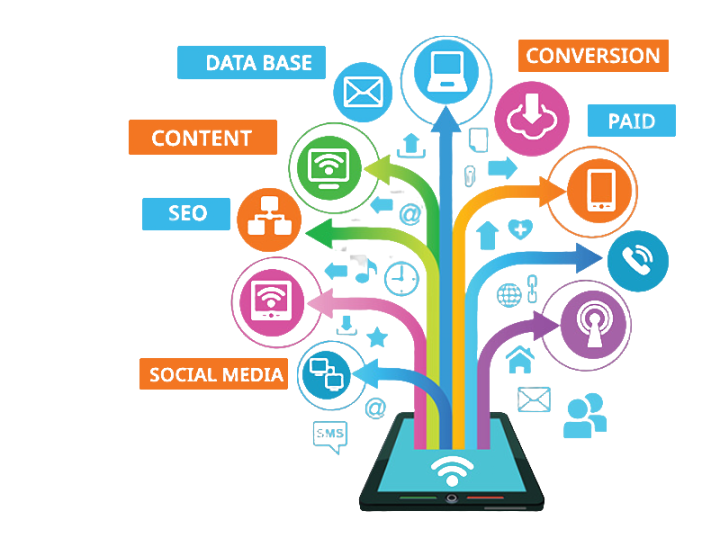 DATA BASE
CONVERSION
PAID
CONTENT
SEO
SOCIAL MEDIA
@
@
SMS